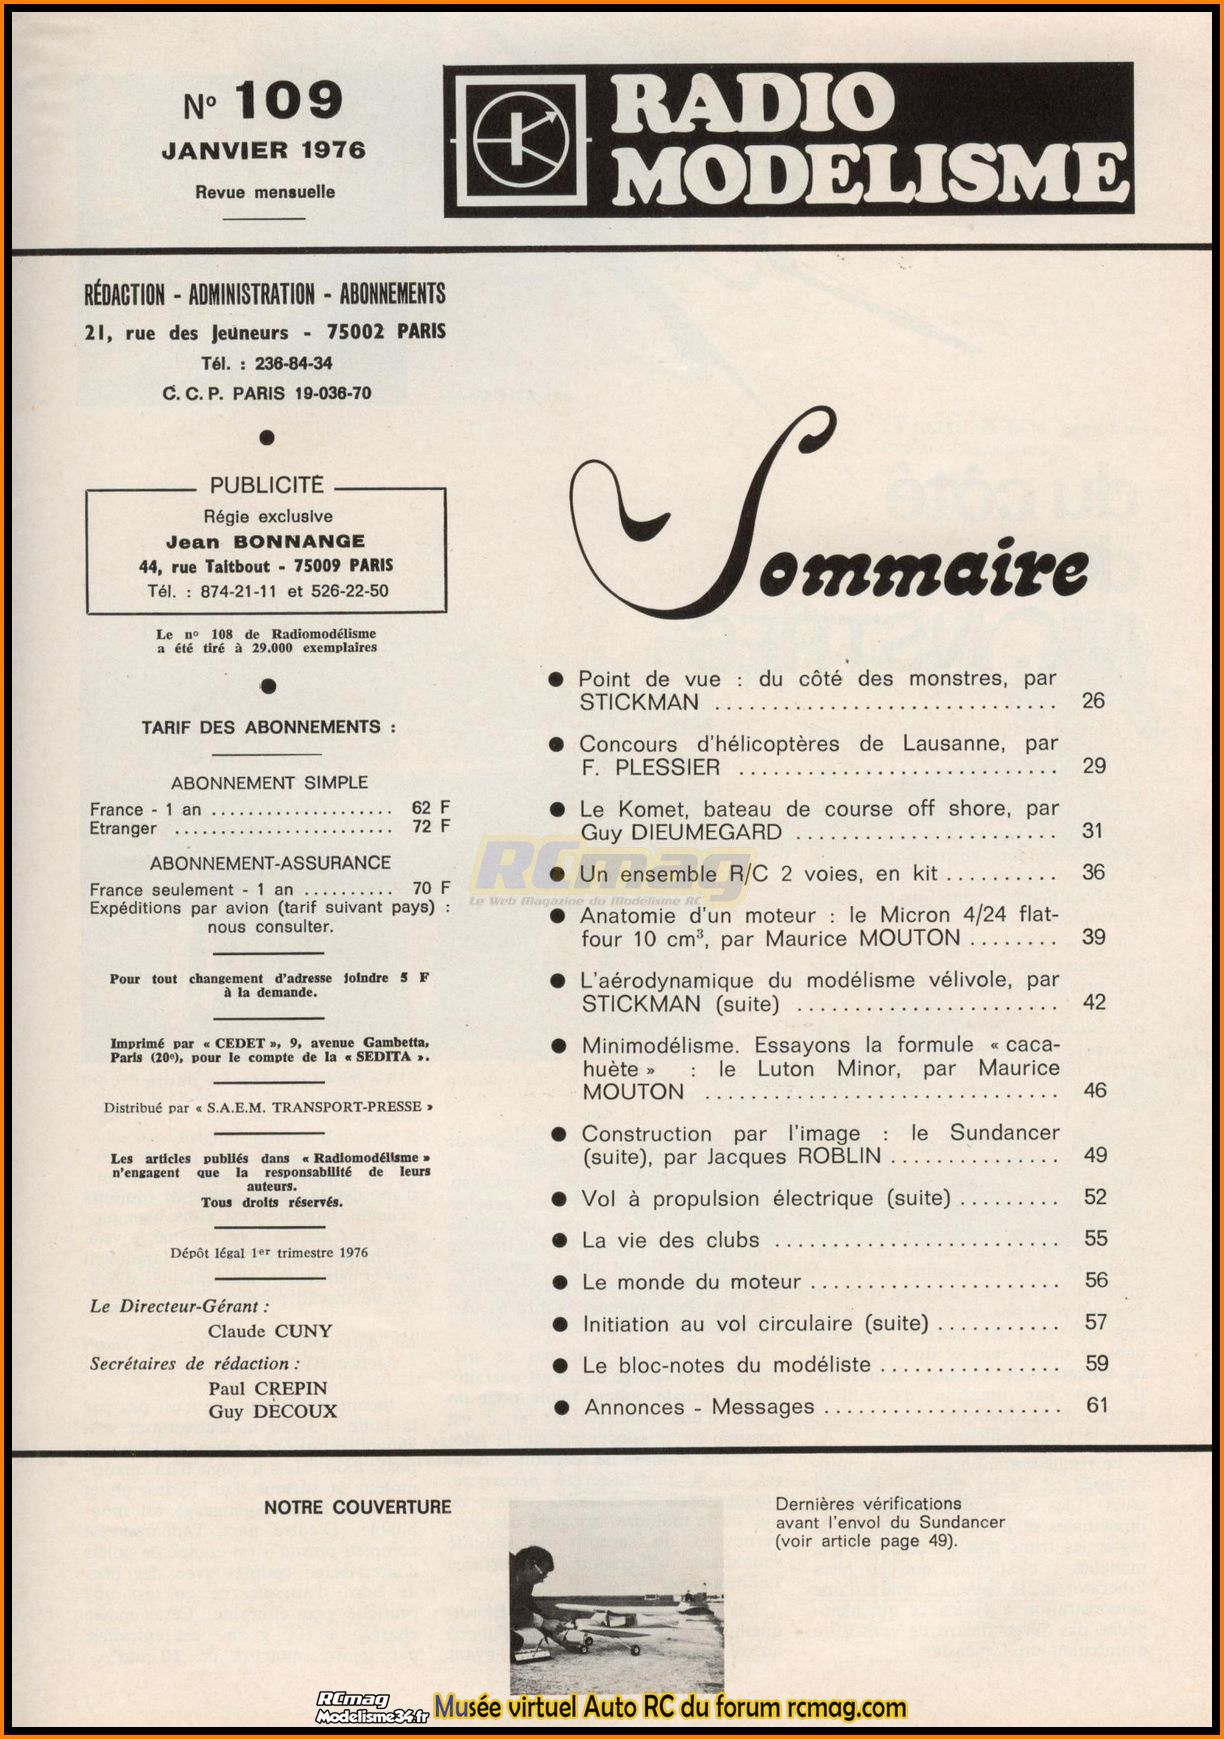 N° 109
JANVIER 1976
Revue mensuelle
RADIO
MODELISME
RÉDACTION - ADMINISTRATION - ABONNEMENTS
21, rue des Jeûneurs - 75002 PARIS
Tél. : 236-84-34
C. C. P. PARIS 19-036-70
PUBLICITÉ
Régie exclusive
Jean BONNANGE
44, rue Taitbout - 75009 PARIS
Tél. : 874-21-11 et 526-22-50
Le n° 108 de Radiomodélisme
a été tiré à 29.000 exemplaires
TARIF DES ABONNEMENTS :
ABONNEMENT SIMPLE
France - 1 an .................... 62 F
Etranger ........................ 72 F
ABONNEMENT-ASSURANCE
France seulement - 1 an .......... 70 F
Expéditions par avion (tarif suivant pays) :
nous consulter.
Pour tout changement d'adresse joindre 5 F
à la demande.
Imprimé par « CEDET », 9, avenue Gambetta,
Paris (20e), pour le compte de la « SEDITA ».
Distribué par « S.A.E.M. TRANSPORT-PRESSE »
Les articles publiés dans « Radiomodélisme »
n'engagent que la responsabilité de leurs
auteurs.
Tous droits réservés.
Dépôt légal 1er trimestre 1976
Le Directeur-Gérant :
Claude CUNY
Secrétaires de rédaction :
Paul CREPIN
Guy DECOUX
Sommaire
● Point de vue : du côté des monstres, par
STICKMAN .............................. 26
● Concours d'hélicoptères de Lausanne, par
F. PLESSIER ............................ 29
● Le Komet, bateau de course off shore, par
Guy DIEUMEGARD ....................... 31
● Un ensemble R/C 2 voies, en kit .......... 36
● Anatomie d'un moteur : le Micron 4/24 flat-
four 10 cm³, par Maurice MOUTON ........ 39
● L'aérodynamique du modélisme vélivole, par
STICKMAN (suite) ....................... 42
● Minimodélisme. Essayons la formule « caca-
huète » : le Luton Minor, par Maurice
MOUTON ............................... 46
● Construction par l'image : le Sundancer
(suite), par Jacques ROBLIN ............... 49
● Vol à propulsion électrique (suite) ......... 52
● La vie des clubs ......................... 55
● Le monde du moteur ...................... 56
● Initiation au vol circulaire (suite) ........... 57
● Le bloc-notes du modéliste ................ 59
● Annonces - Messages ..................... 61
RCmag
Le Web Magazine du Modélisme RC
NOTRE COUVERTURE
Dernières vérifications
avant l'envol du Sundancer
(voir article page 49).
RCmag
Modelisme34.fr
Musée virtuel Auto RC du forum rcmag.com